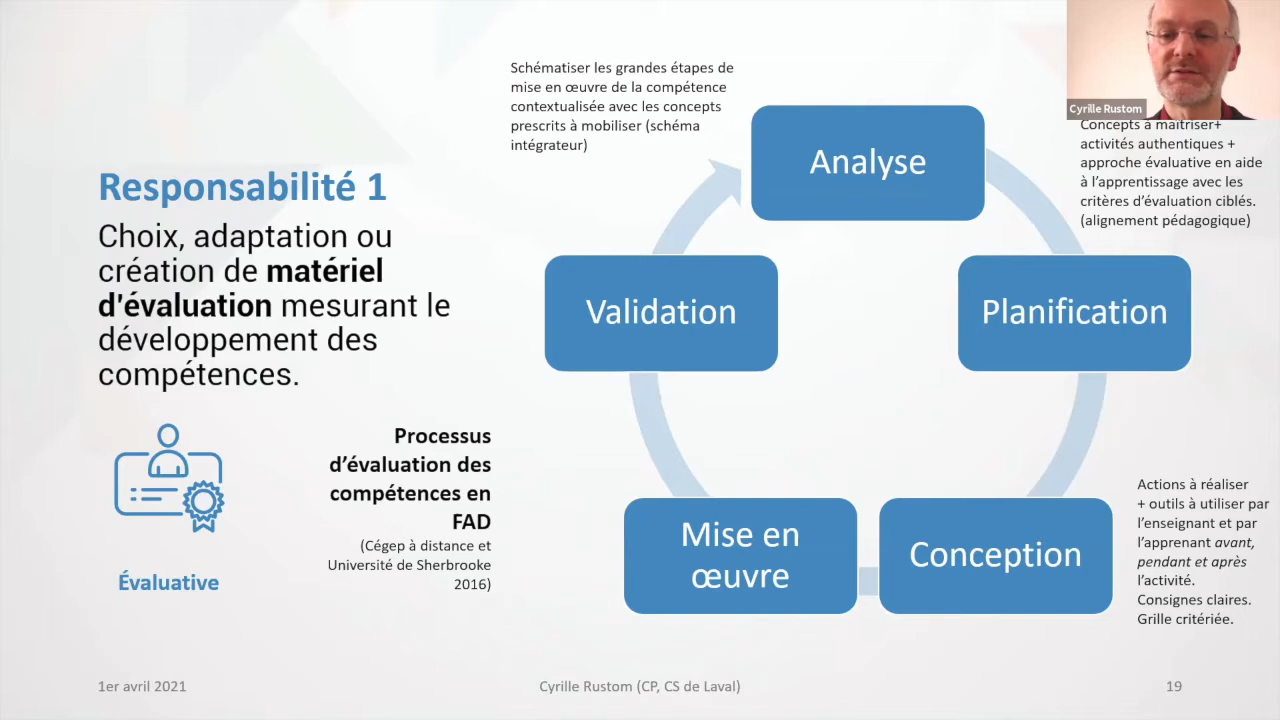 Responsabilité 1
Choix, adaptation ou
création de matériel
d'évaluation mesurant le
développement des
compétences.
Évaluative
Processus
d'évaluation des
compétences en
FAD
(Cégep à distance et
Université de Sherbrooke
2016)
Schématiser les grandes étapes de
mise en œuvre de la compétence
contextualisée avec les concepts
prescrits à mobiliser (schéma
intégrateur)
Analyse
Cyrille Rustom
Concepts à maitriser+
activités authentiques +
approche évaluative en aide
à l'apprentissage avec les
critères d'évaluation ciblés.
(alignement pédagogique)
Validation
Planification
Mise en
œuvre
Conception
Actions à réaliser
+ outils à utiliser par
l'enseignant et par
l'apprenant avant,
pendant et après
l'activité.
Consignes claires.
Grille critériée.
1er avril 2021
Cyrille Rustom (CP, CS de Laval)
19